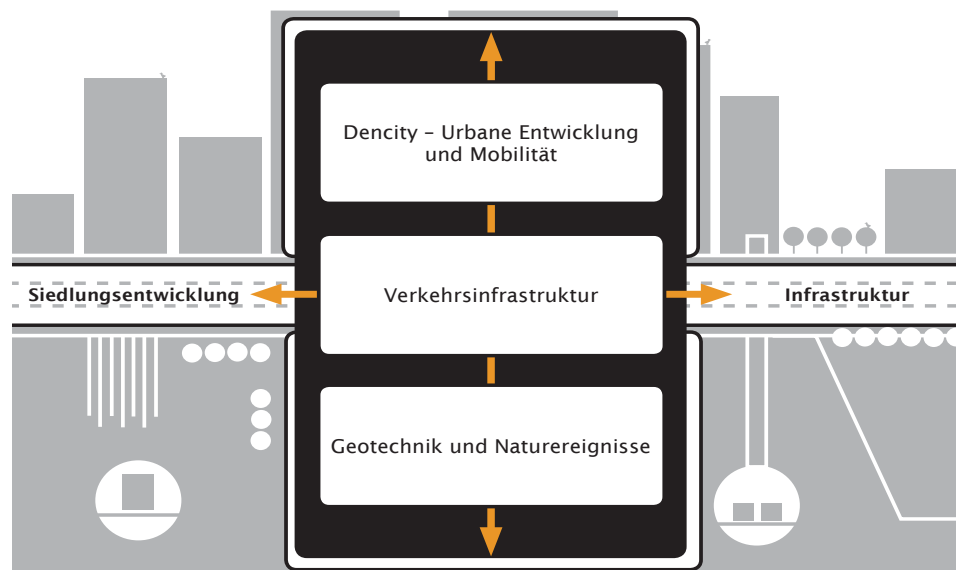 Dencity – Urbane Entwicklung
und Mobilität
Siedlungsentwicklung
Verkehrsinfrastruktur
Infrastruktur
Geotechnik und Naturereignisse